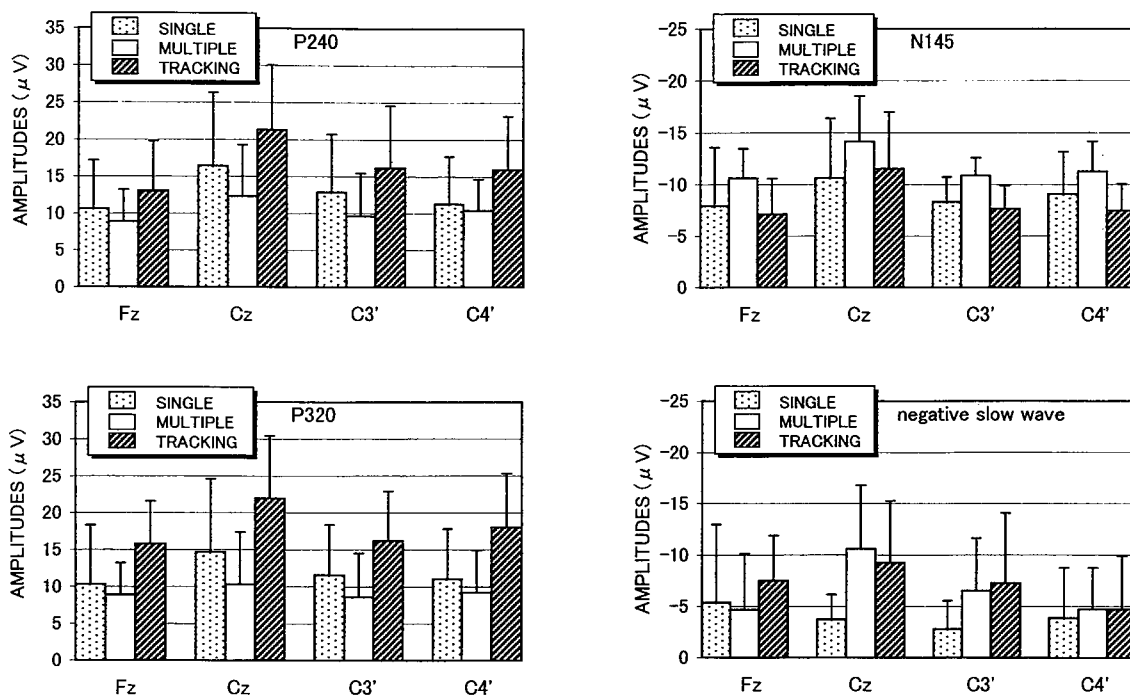 P240
SINGLE
MULTIPLE
TRACKING
AMPLITUDES (μV)
35
30
25
20
15
10
5
0
Fz Cz C3' C4'
N145
SINGLE
MULTIPLE
TRACKING
AMPLITUDES (μV)
-25
-20
-15
-10
-5
0
Fz Cz C3' C4'
P320
SINGLE
MULTIPLE
TRACKING
AMPLITUDES (μV)
35
30
25
20
15
10
5
0
Fz Cz C3' C4'
negative slow wave
SINGLE
MULTIPLE
TRACKING
AMPLITUDES (μV)
-25
-20
-15
-10
-5
0
Fz Cz C3' C4'